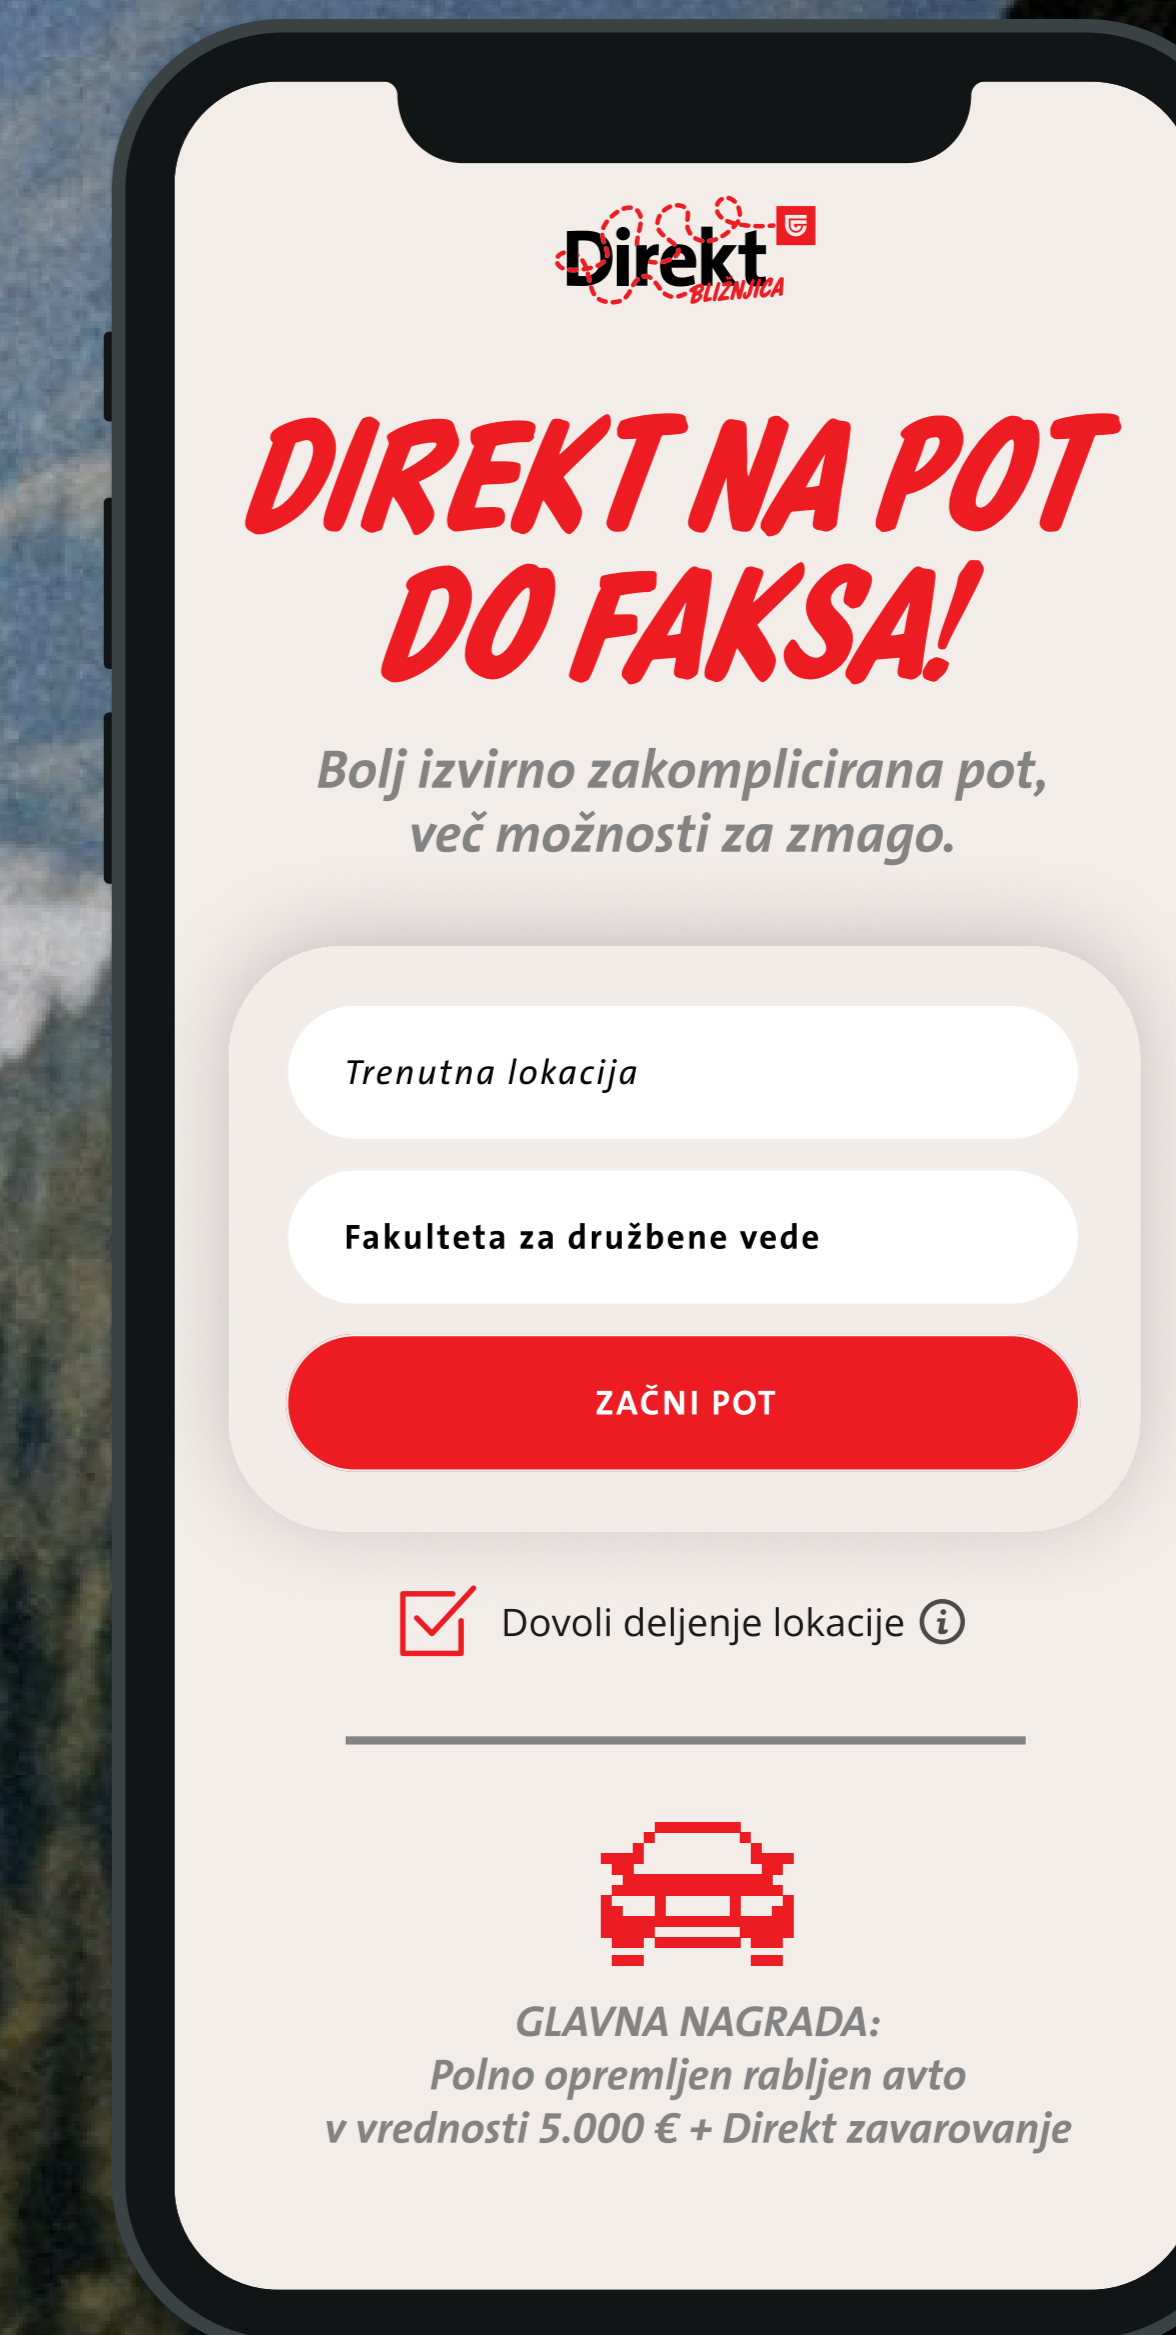 Direkt
BLIŽNJICA
DIREKT NA POT
DO FAKSA!
Bolj izvirno zakomplicirana pot,
več možnosti za zmago.
Trenutna lokacija
Fakulteta za družbene vede
ZAČNI POT
Dovoli deljenje lokacije
GLAVNA NAGRADA:
Polno opremljen rabljen avto
v vrednosti 5.000 € + Direkt zavarovanje